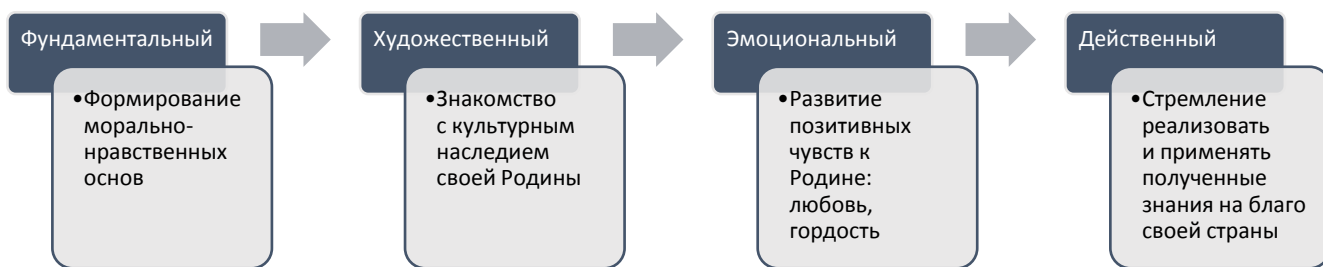 Фундаментальный
•Формирование
морально-
нравственных
основ
Художественный
•Знакомство
с культурным
наследием
своей Родины
Эмоциональный
•Развитие
позитивных
чувств к
Родине:
любовь,
гордость
Действенный
•Стремление
реализовать
и применять
полученные
знания на благо
своей страны